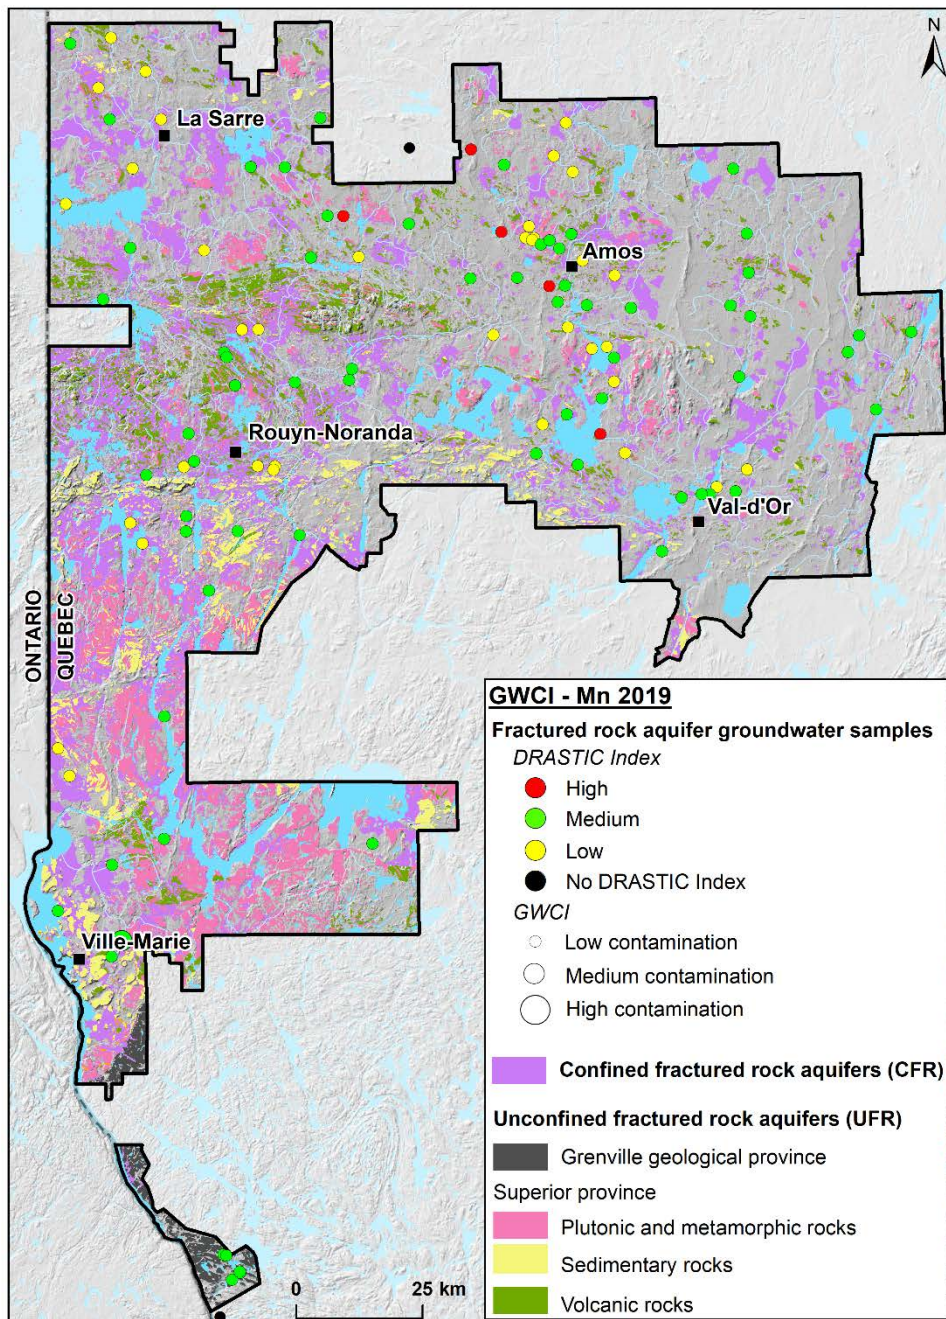 N
La Sarre
Amos
Rouyn-Noranda
Val-d'Or
ONTARIO
QUEBEC
Ville-Marie
0 25 km
GWCI - Mn 2019
Fractured rock aquifer groundwater samples
DRASTIC Index
High
Medium
Low
No DRASTIC Index
GWCI
Low contamination
Medium contamination
High contamination
Confined fractured rock aquifers (CFR)
Unconfined fractured rock aquifers (UFR)
Grenville geological province
Superior province
Plutonic and metamorphic rocks
Sedimentary rocks
Volcanic rocks